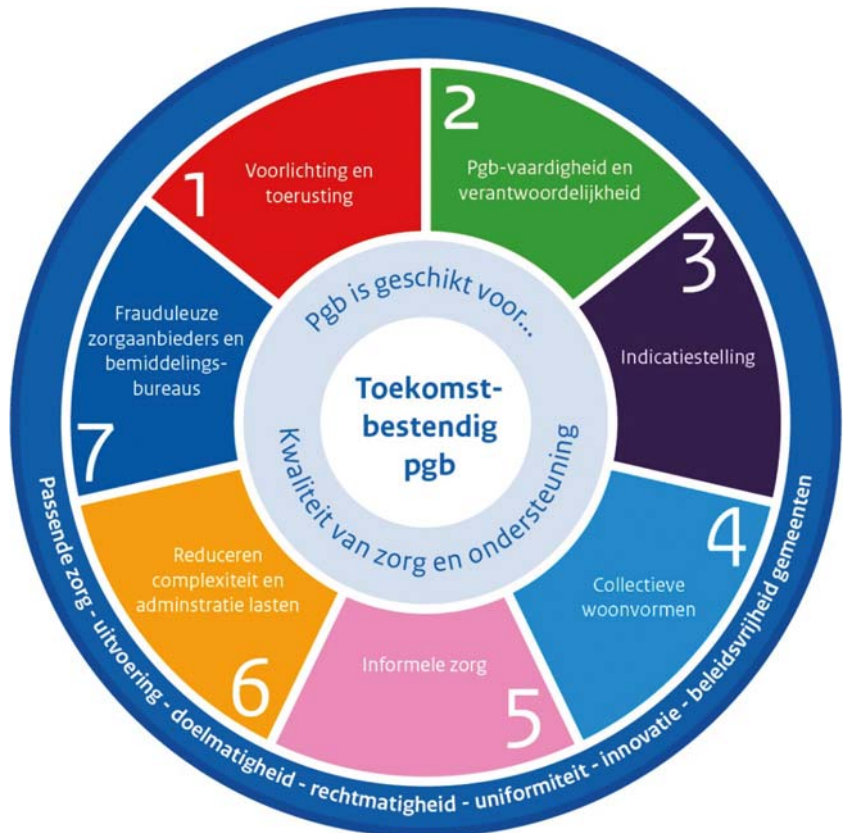 1
Voorlichting en
toerusting
2
Pgb-vaardigheid en
verantwoordelijkheid
3
Indicatiestelling
4
Collectieve
woonvormen
5
Informele zorg
6
Reduceren
complexiteit en
adminstratie lasten
7
Frauduleuze
zorgaanbieders en
bemiddelings-
bureaus
Pgb is geschikt voor...
Kwaliteit van zorg en ondersteuning
Toekomst-
bestendig
pgb
Passende zorg - uitvoering - doelmatigheid - rechtmatigheid - uniformiteit - innovatie - beleidsvrijheid gemeenten